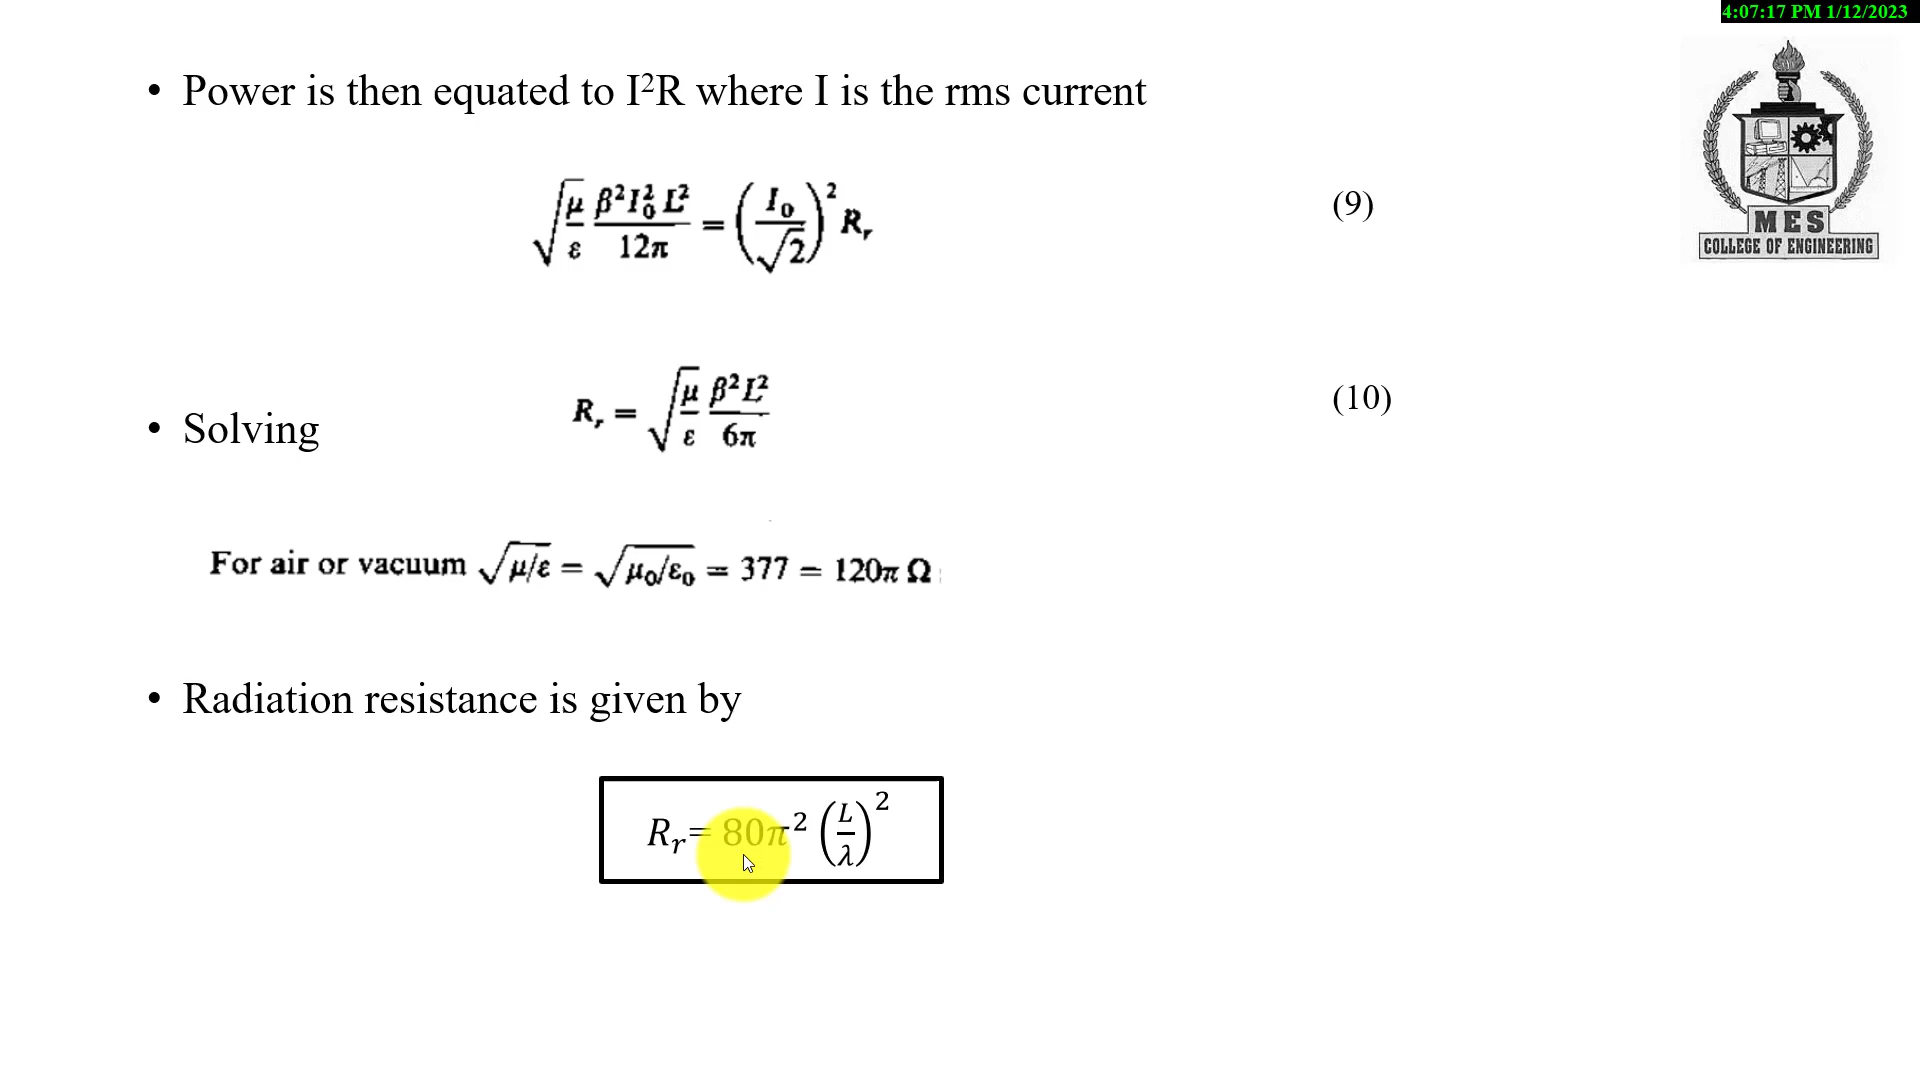 4:07:17 PM 1/12/2023
• Power is then equated to I²R where I is the rms current
√(μ/ε) β²I₀²L²/12π = (I₀/√2)² Rᵣ (9)
MES
COLLEGE OF ENGINEERING
• Solving Rᵣ = √(μ/ε) β²L²/6π (10)
For air or vacuum √μ/ε = √μ₀/ε₀ = 377 = 120π Ω
• Radiation resistance is given by
Rᵣ= 80π² (L/λ)²